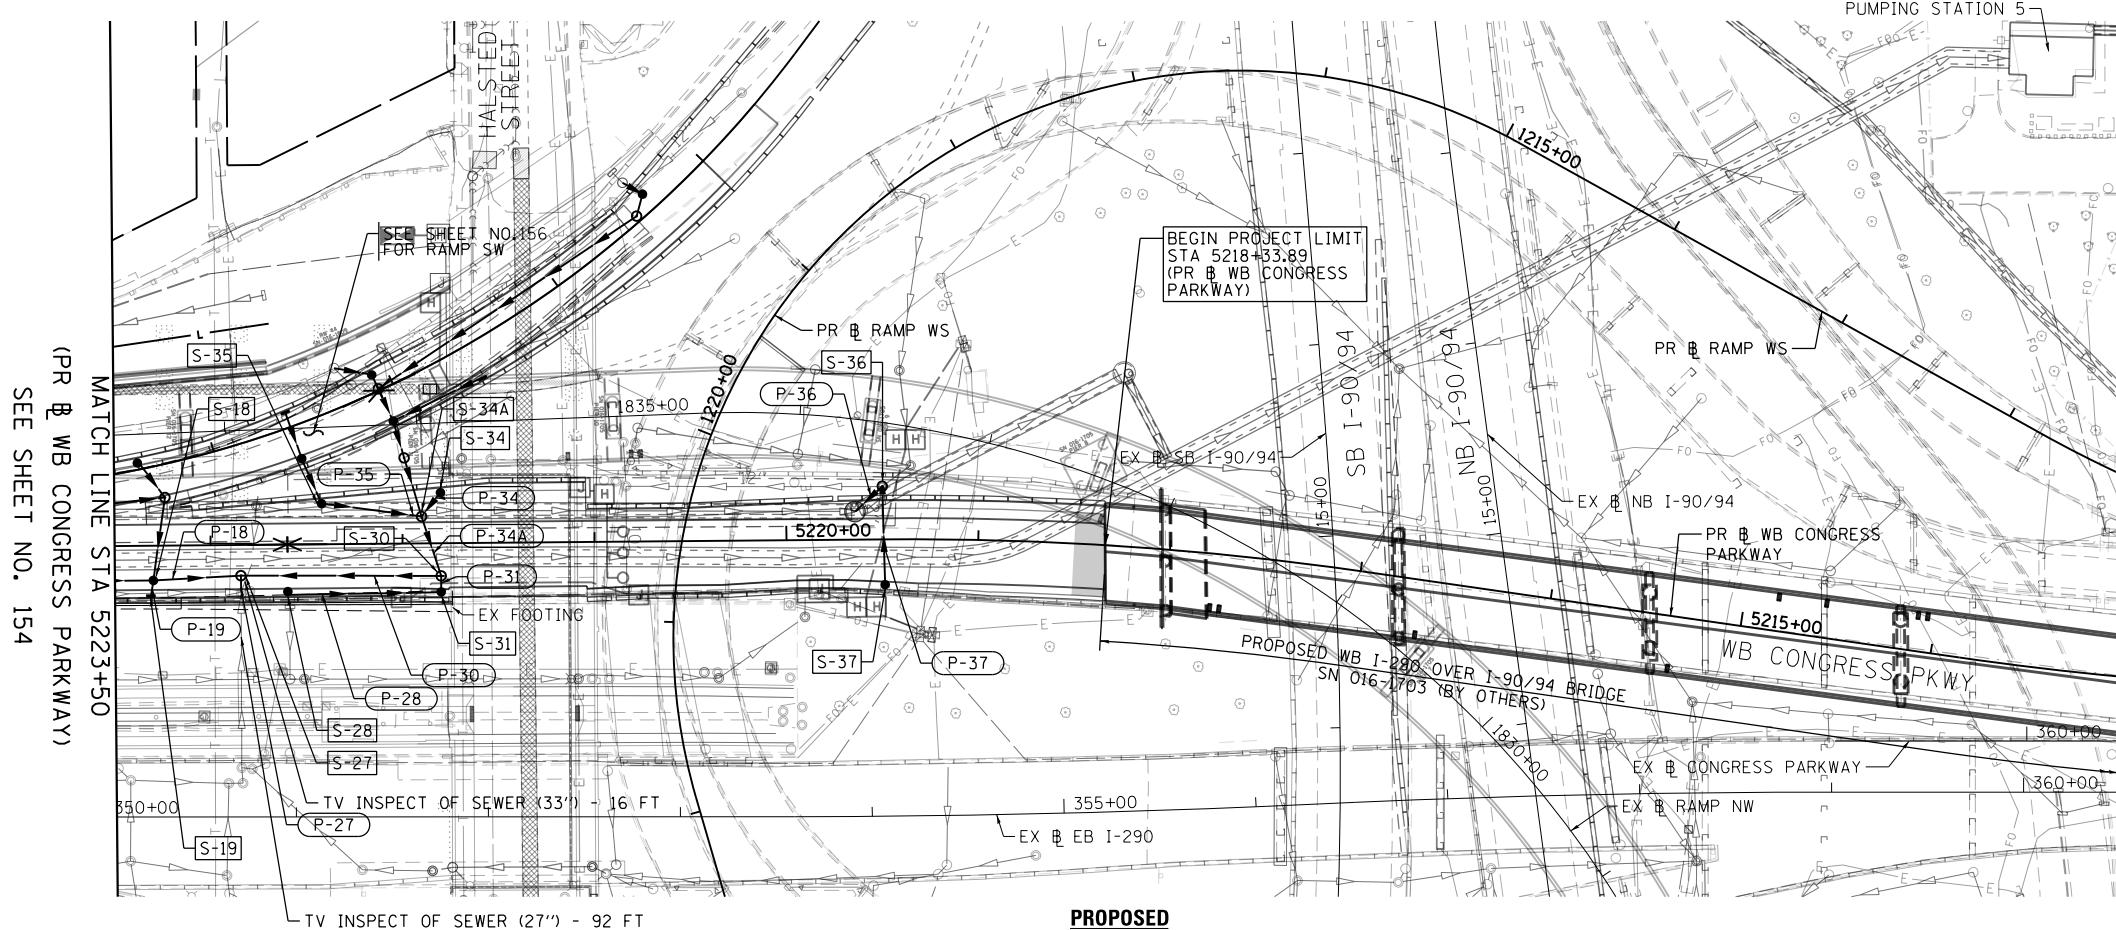 PUMPING STATION 5
HALSTED
STREET
1215+00
SEE SHEET NO. 156
FOR RAMP SW
BEGIN PROJECT LIMIT
STA 5218+33.89
(PR ⅊ WB CONGRESS
PARKWAY)
PR ⅊ RAMP WS
PR ⅊ RAMP WS
S-35
S-36
P-36
1220+00
SB I-90/94
NB I-90/94
S-18
S-34A
1835+00
S-34
H
H H
EX ⅊ SB I-90/94
P-35
P-34
H
15+00
15+00
EX ⅊ NB I-90/94
P-18
S-30
P-34A
5220+00
PR ⅊ WB CONGRESS
PARKWAY
P-31
H
H H
EX FOOTING
P-19
S-31
5215+00
WB CONGRESS PKWY
P-30
S-37
P-37
PROPOSED WB I-290 OVER I-90/94 BRIDGE
SN 016-1703 (BY OTHERS)
P-28
S-28
S-27
1830+00
360+00
EX ⅊ CONGRESS PARKWAY
360+00
350+00
TV INSPECT OF SEWER (33") - 16 FT
355+00
EX ⅊ RAMP NW
P-27
EX ⅊ EB I-290
S-19
TV INSPECT OF SEWER (27") - 92 FT
PROPOSED
MATCH LINE STA 5223+50
(PR ⅊ WB CONGRESS PARKWAY)
SEE SHEET NO. 154